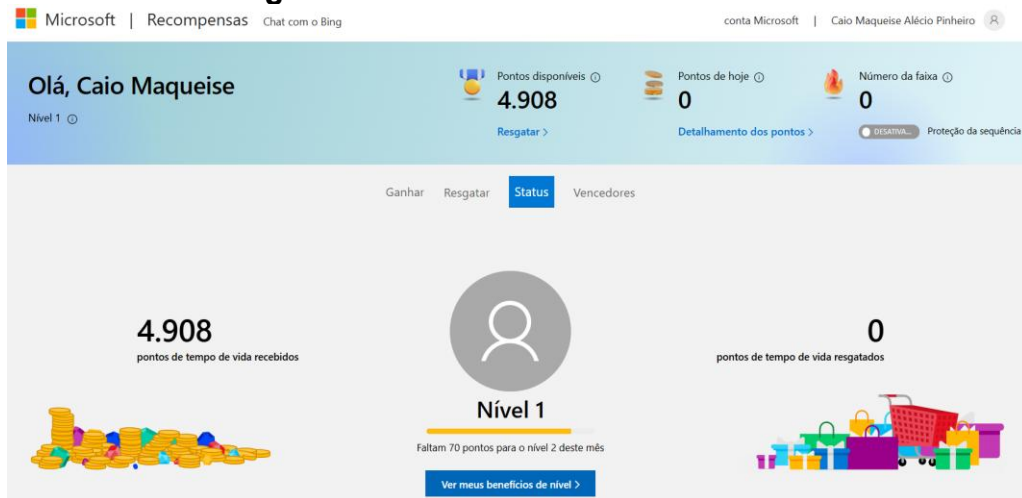 Microsoft | Recompensas Chat com o Bing
conta Microsoft | Caio Maqueise Alécio Pinheiro
Olá, Caio Maqueise
Nível 1
Pontos disponíveis
4.908
Resgatar >
Pontos de hoje
0
Detalhamento dos pontos >
Número da faixa
0
DESATIVA... Proteção da sequência
Ganhar Resgatar Status Vencedores
4.908
pontos de tempo de vida recebidos
Nível 1
Faltam 70 pontos para o nível 2 deste mês
Ver meus benefícios de nível >
0
pontos de tempo de vida resgatados